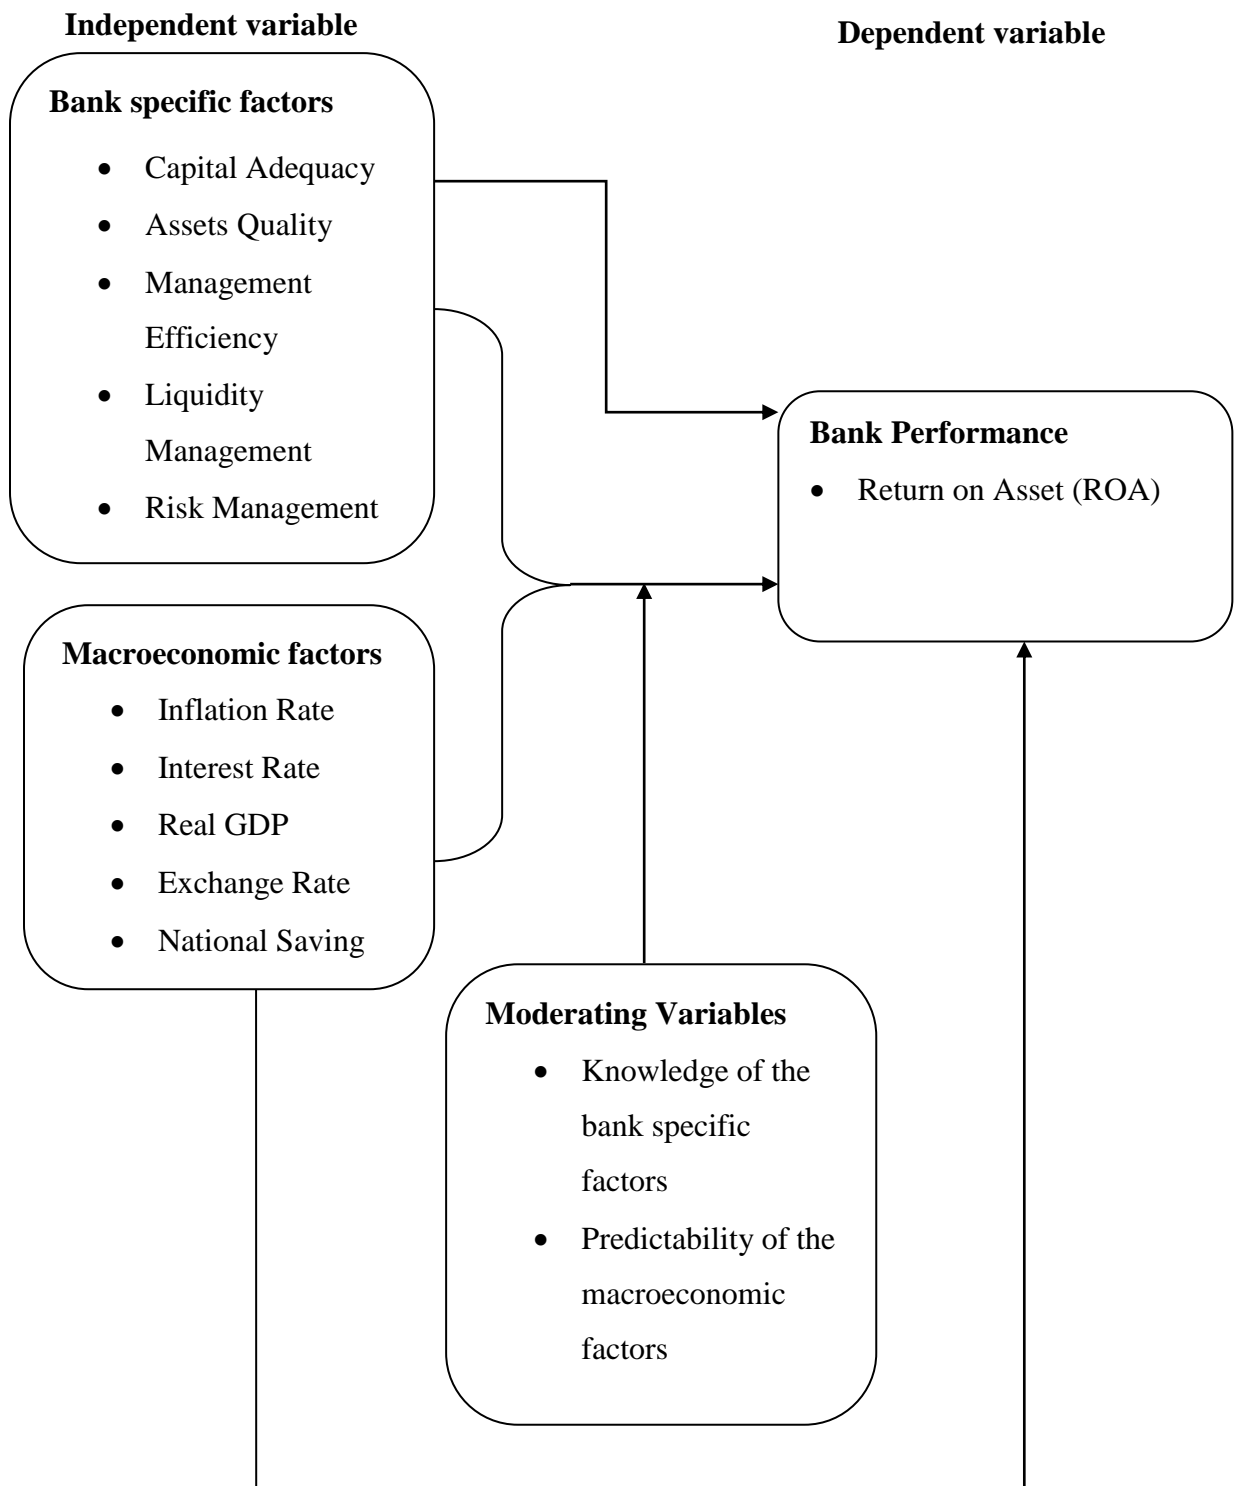 Independent variable
Dependent variable
Bank specific factors
• Capital Adequacy
• Assets Quality
• Management
Efficiency
• Liquidity
Management
• Risk Management
Bank Performance
• Return on Asset (ROA)
Macroeconomic factors
• Inflation Rate
• Interest Rate
• Real GDP
• Exchange Rate
• National Saving
Moderating Variables
• Knowledge of the
bank specific
factors
• Predictability of the
macroeconomic
factors